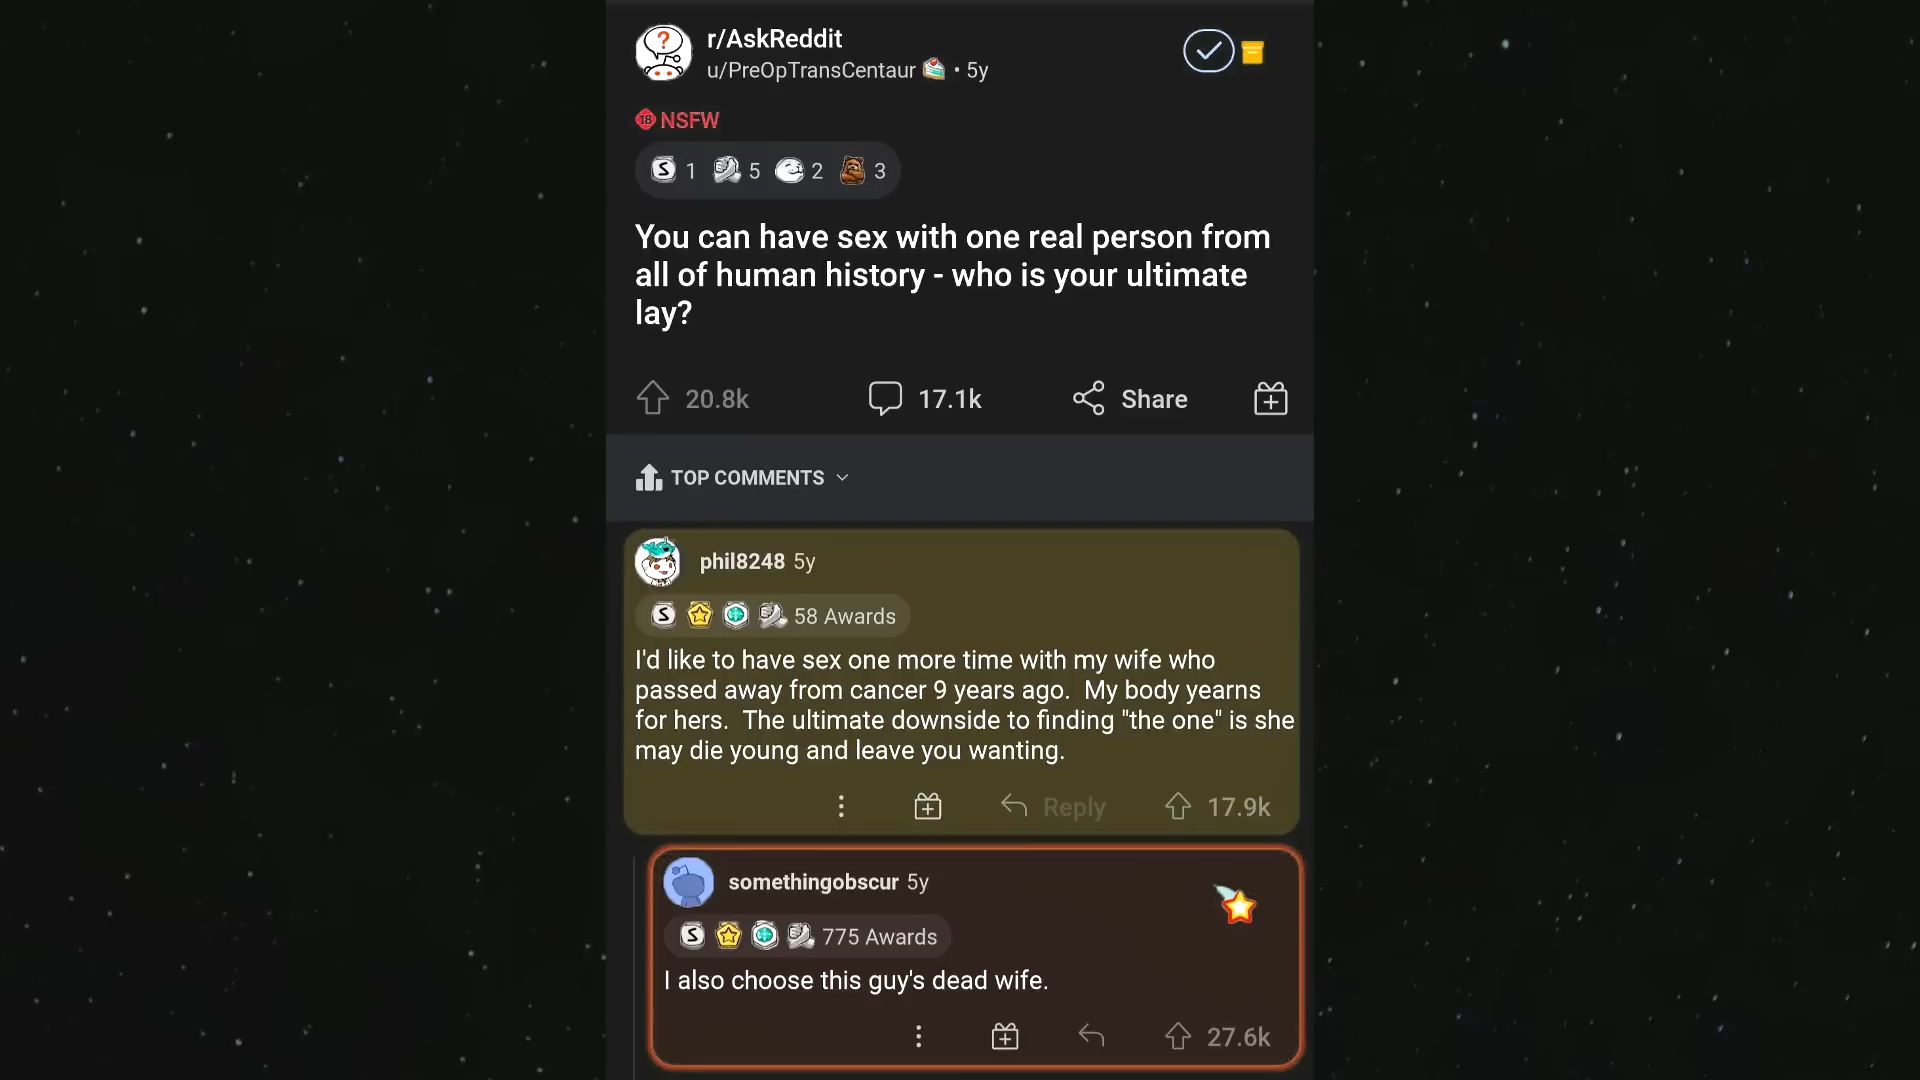 r/AskReddit
u/PreOpTransCentaur • 5y
18 NSFW
S 1 5 2 3
You can have sex with one real person from
all of human history - who is your ultimate
lay?
20.8k 17.1k Share
TOP COMMENTS
phil8248 5y
S 58 Awards
I'd like to have sex one more time with my wife who
passed away from cancer 9 years ago.  My body yearns
for hers.  The ultimate downside to finding "the one" is she
may die young and leave you wanting.
Reply 17.9k
somethingobscur 5y
S 775 Awards
I also choose this guy's dead wife.
27.6k